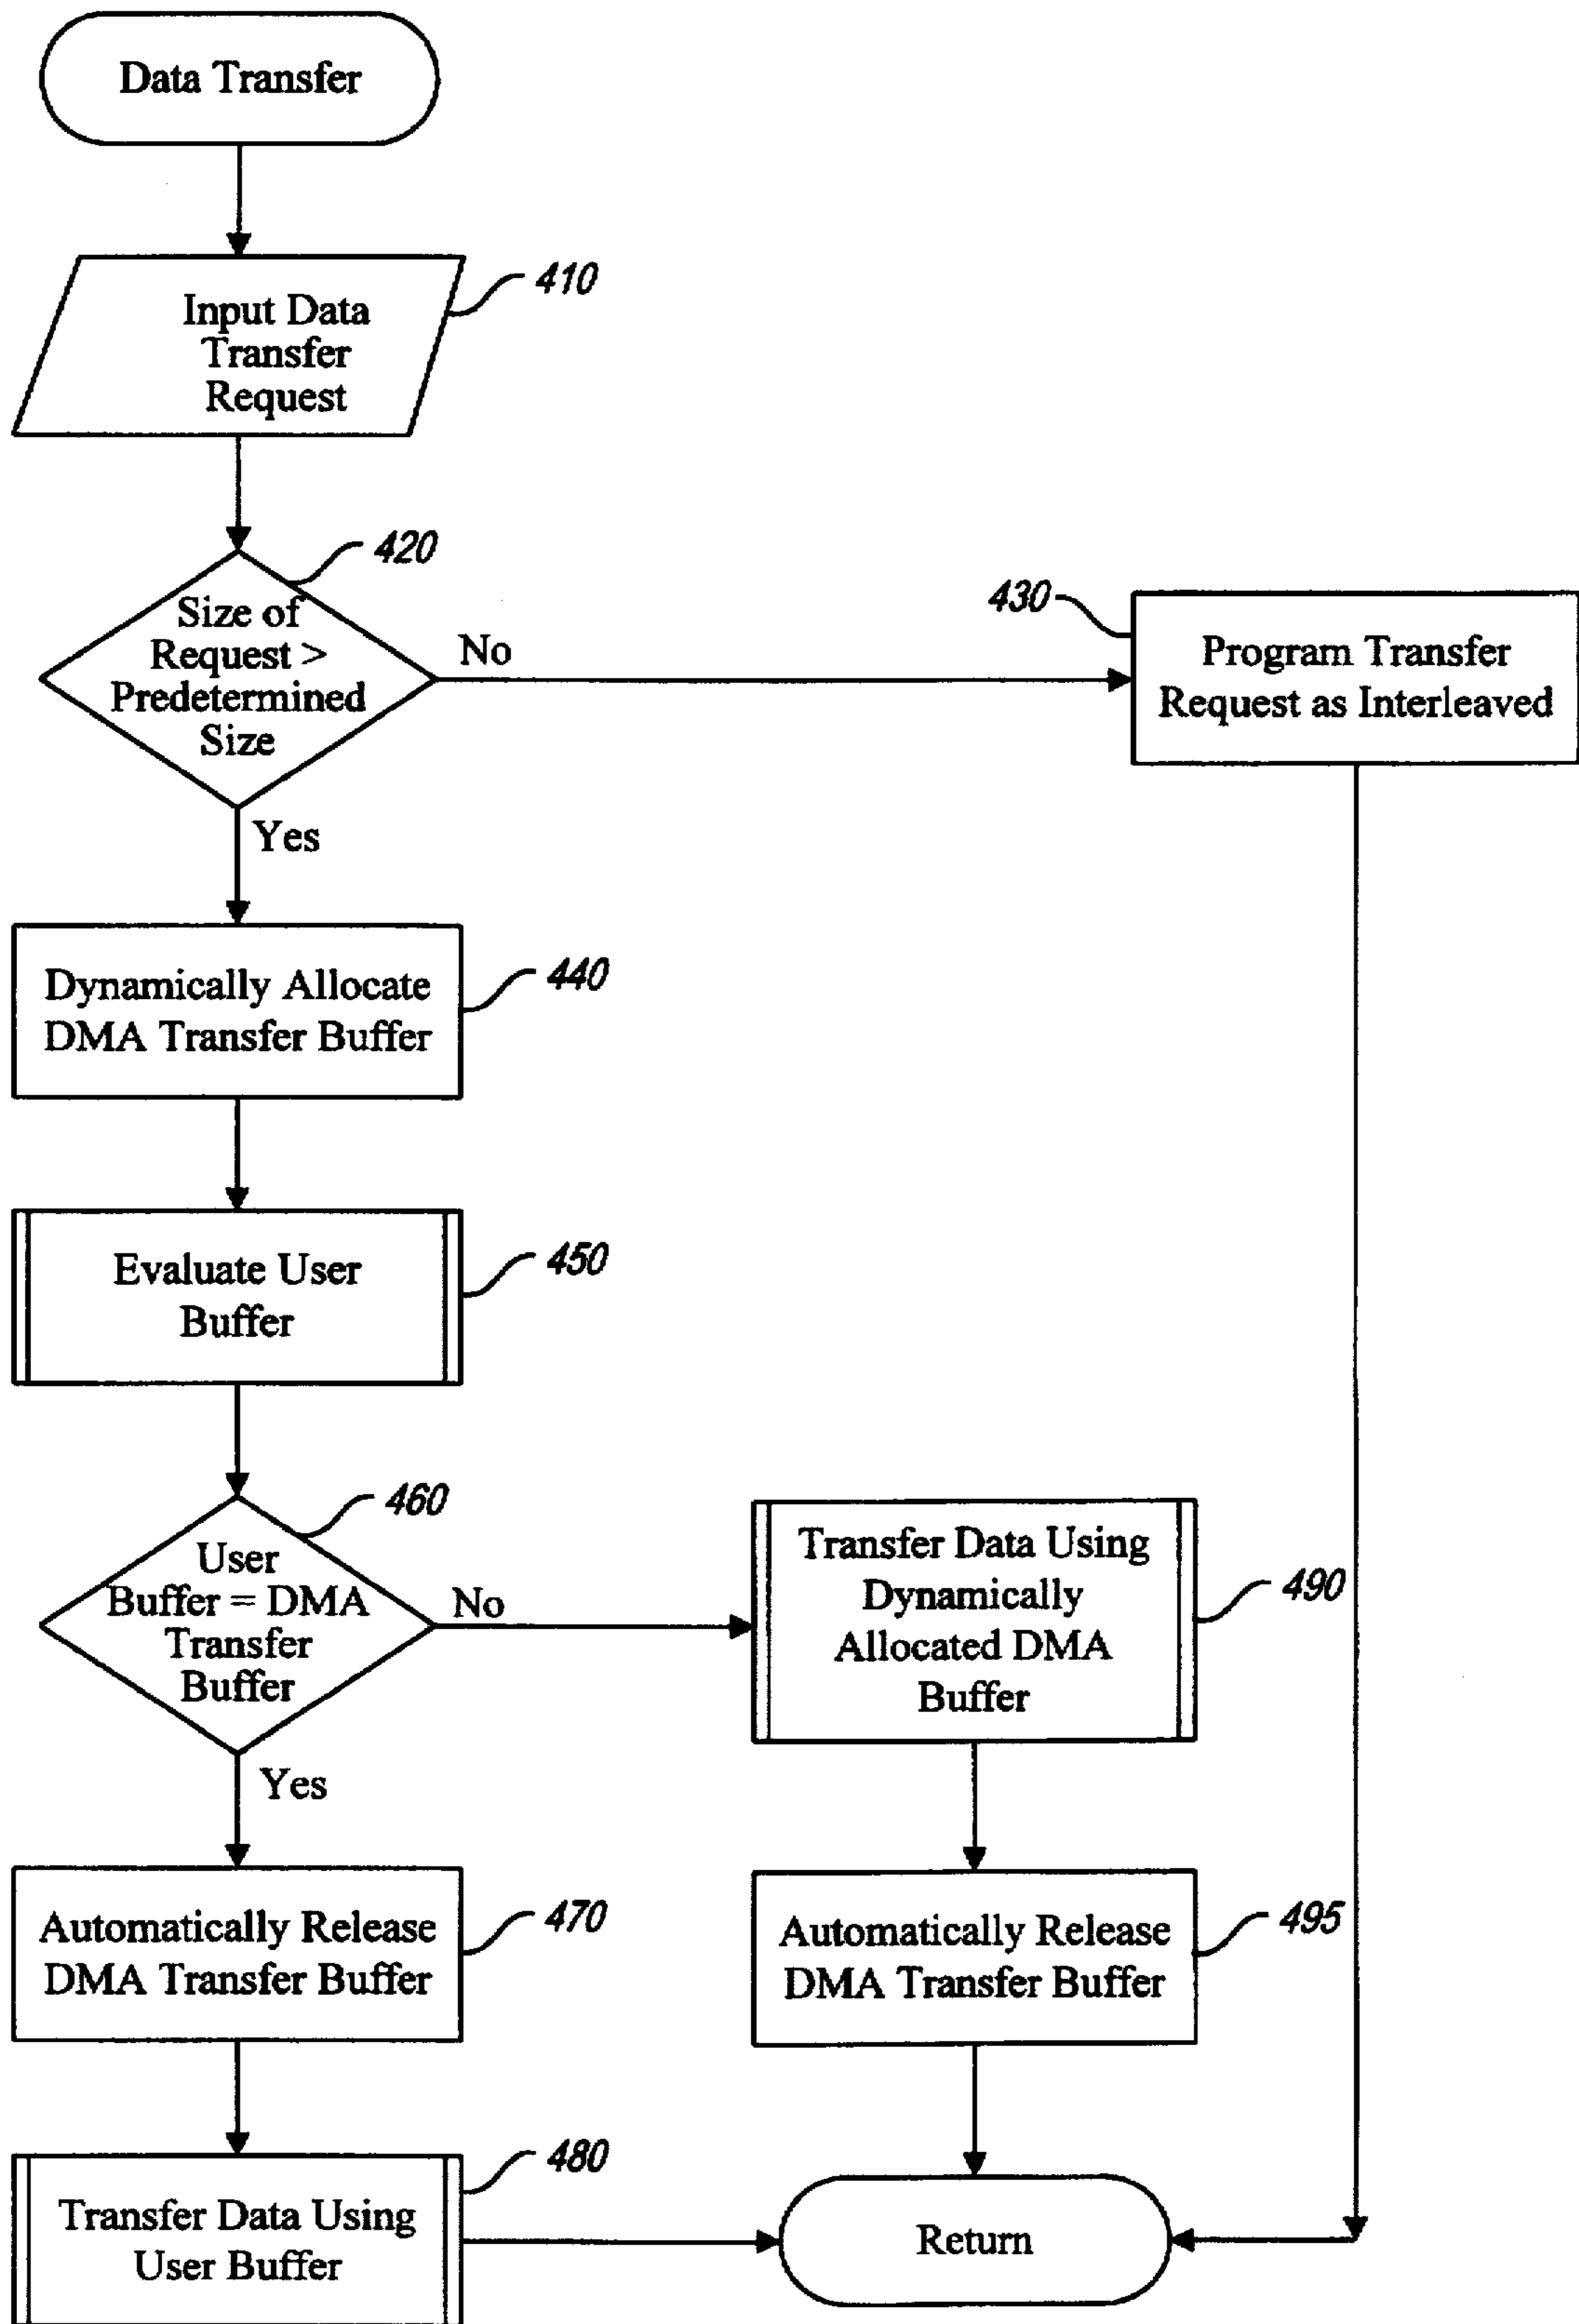 Data Transfer
410
Input Data
Transfer
Request
420
Size of
Request >
Predetermined
Size
No
430
Program Transfer
Request as Interleaved
Yes
Dynamically Allocate
DMA Transfer Buffer
440
Evaluate User
Buffer
450
460
User
Buffer = DMA
Transfer
Buffer
No
Transfer Data Using
Dynamically
Allocated DMA
Buffer
490
Yes
Automatically Release
DMA Transfer Buffer
470
Automatically Release
DMA Transfer Buffer
495
480
Transfer Data Using
User Buffer
Return